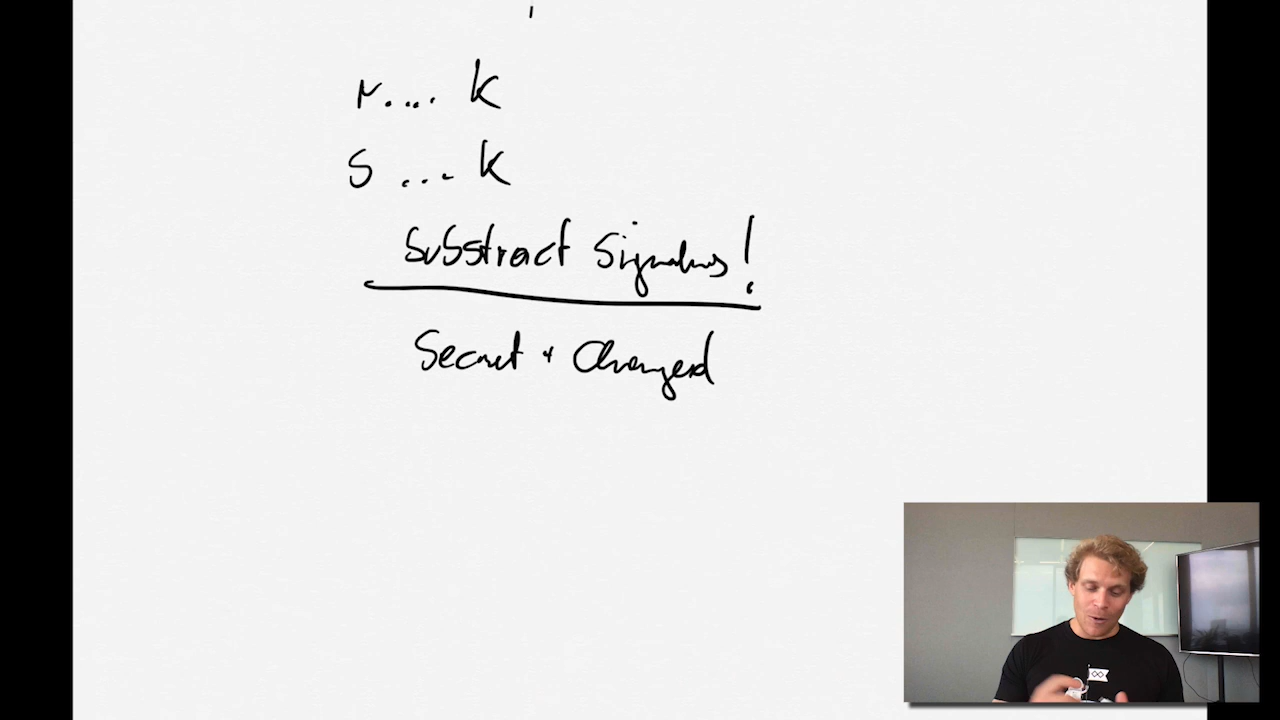 r.... k
s ... k
Substract Signatures!
Secret + Changed